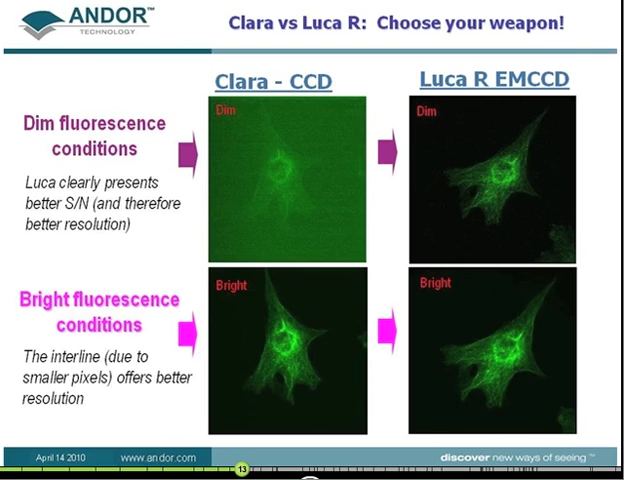 ANDOR™
TECHNOLOGY
Clara vs Luca R: Choose your weapon!
Clara - CCD
Luca R EMCCD
Dim fluorescence
conditions
Luca clearly presents
better S/N (and therefore
better resolution)
Dim
Dim
Bright fluorescence
conditions
The interline (due to
smaller pixels) offers better
resolution
Bright
Bright
April 14 2010
www.andor.com
discover new ways of seeing ™
13